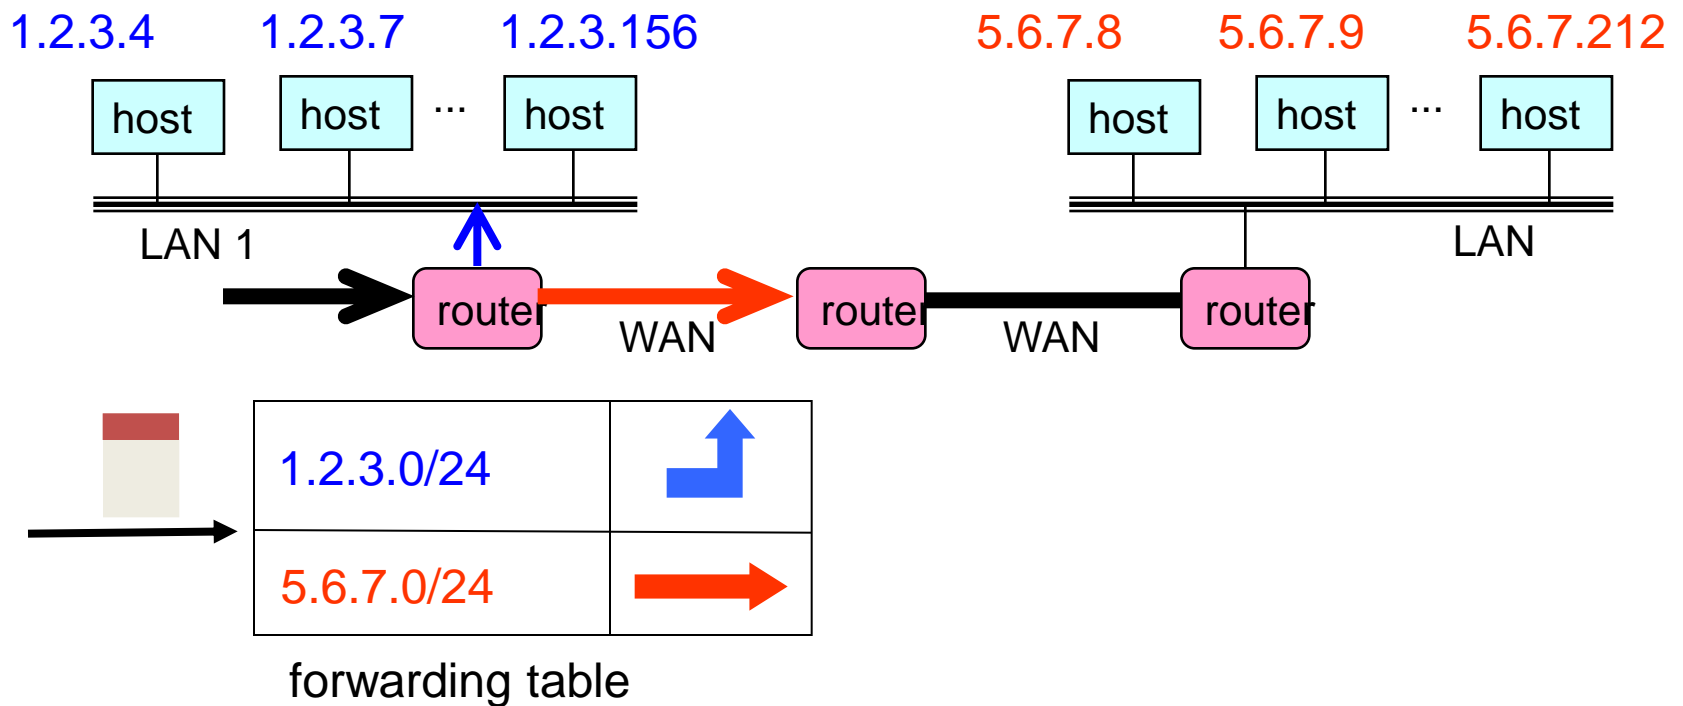 1.2.3.4 1.2.3.7 1.2.3.156 5.6.7.8 5.6.7.9 5.6.7.212
host host ... host host host ... host
LAN 1 LAN
router router router
WAN WAN
1.2.3.0/24
5.6.7.0/24
forwarding table